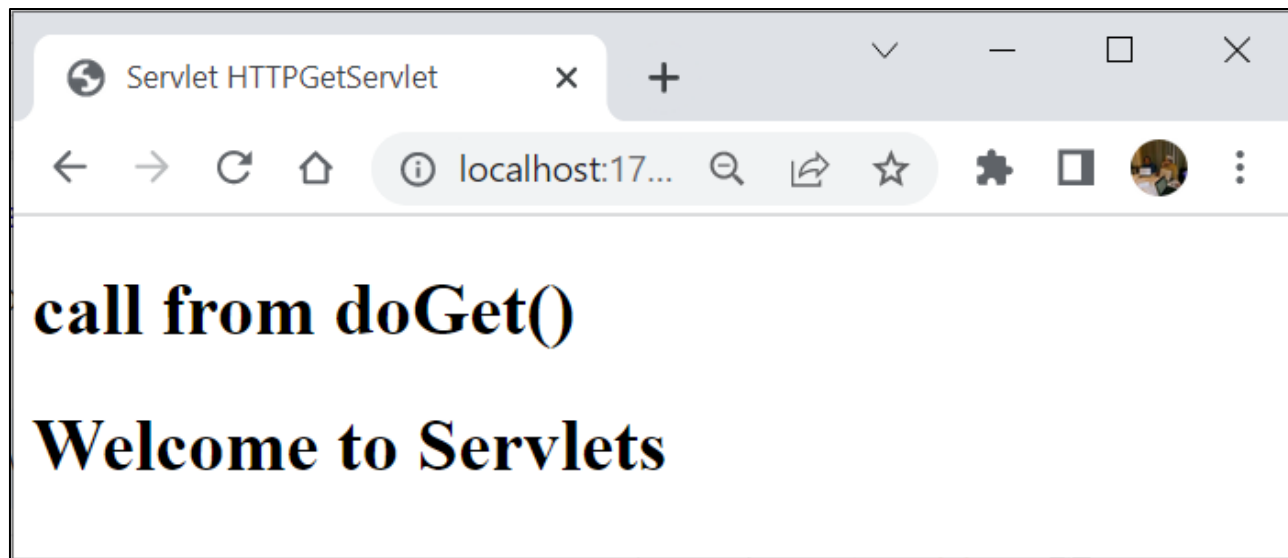 Servlet HTTPGetServlet
localhost:17...
call from doGet()
Welcome to Servlets